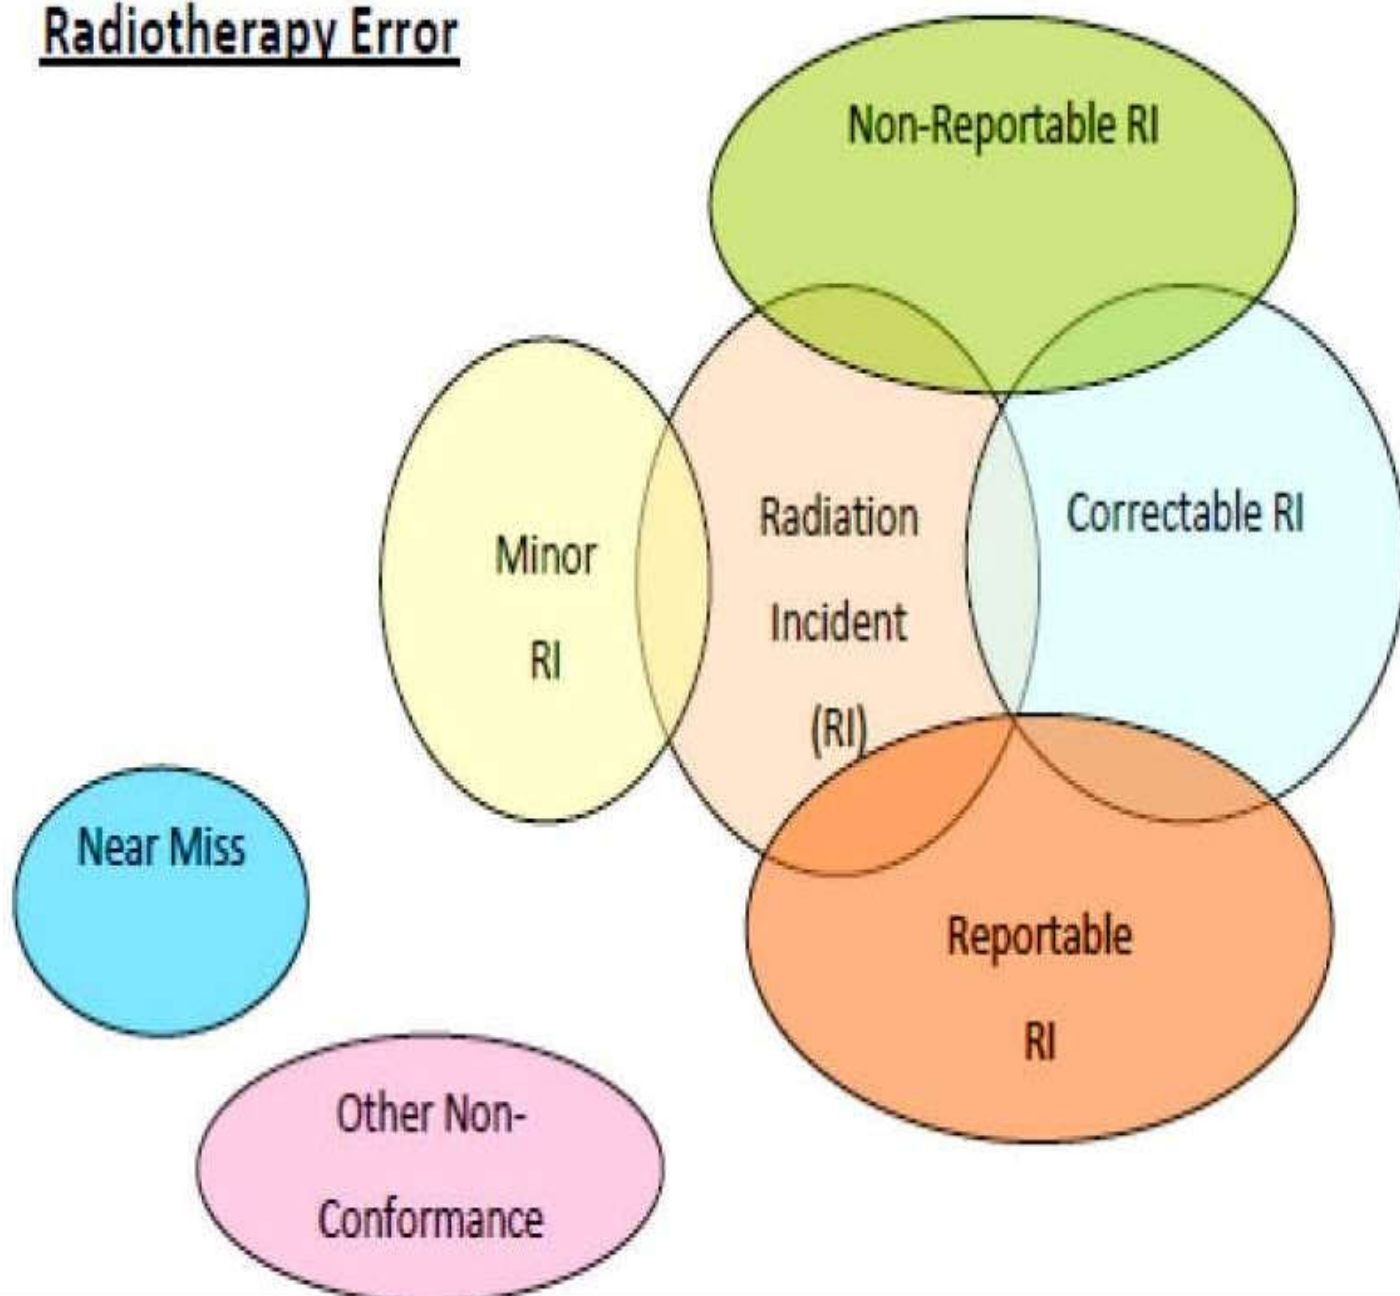 Radiotherapy Error
Non-Reportable RI
Minor
RI
Radiation
Incident
(RI)
Correctable RI
Near Miss
Reportable
RI
Other Non-
Conformance